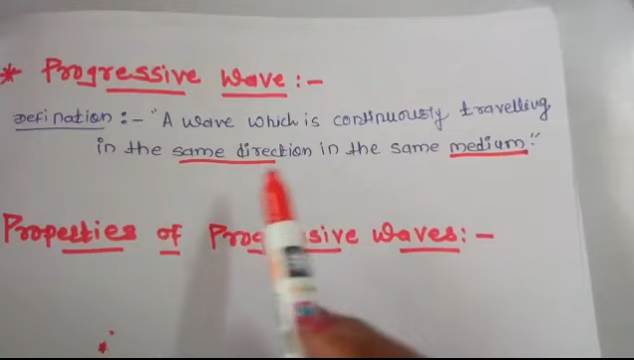 * Progressive wave :-
Defination :- "A wave which is continuously travelling
in the same direction in the same medium."
Properties of Progressive waves :-
*